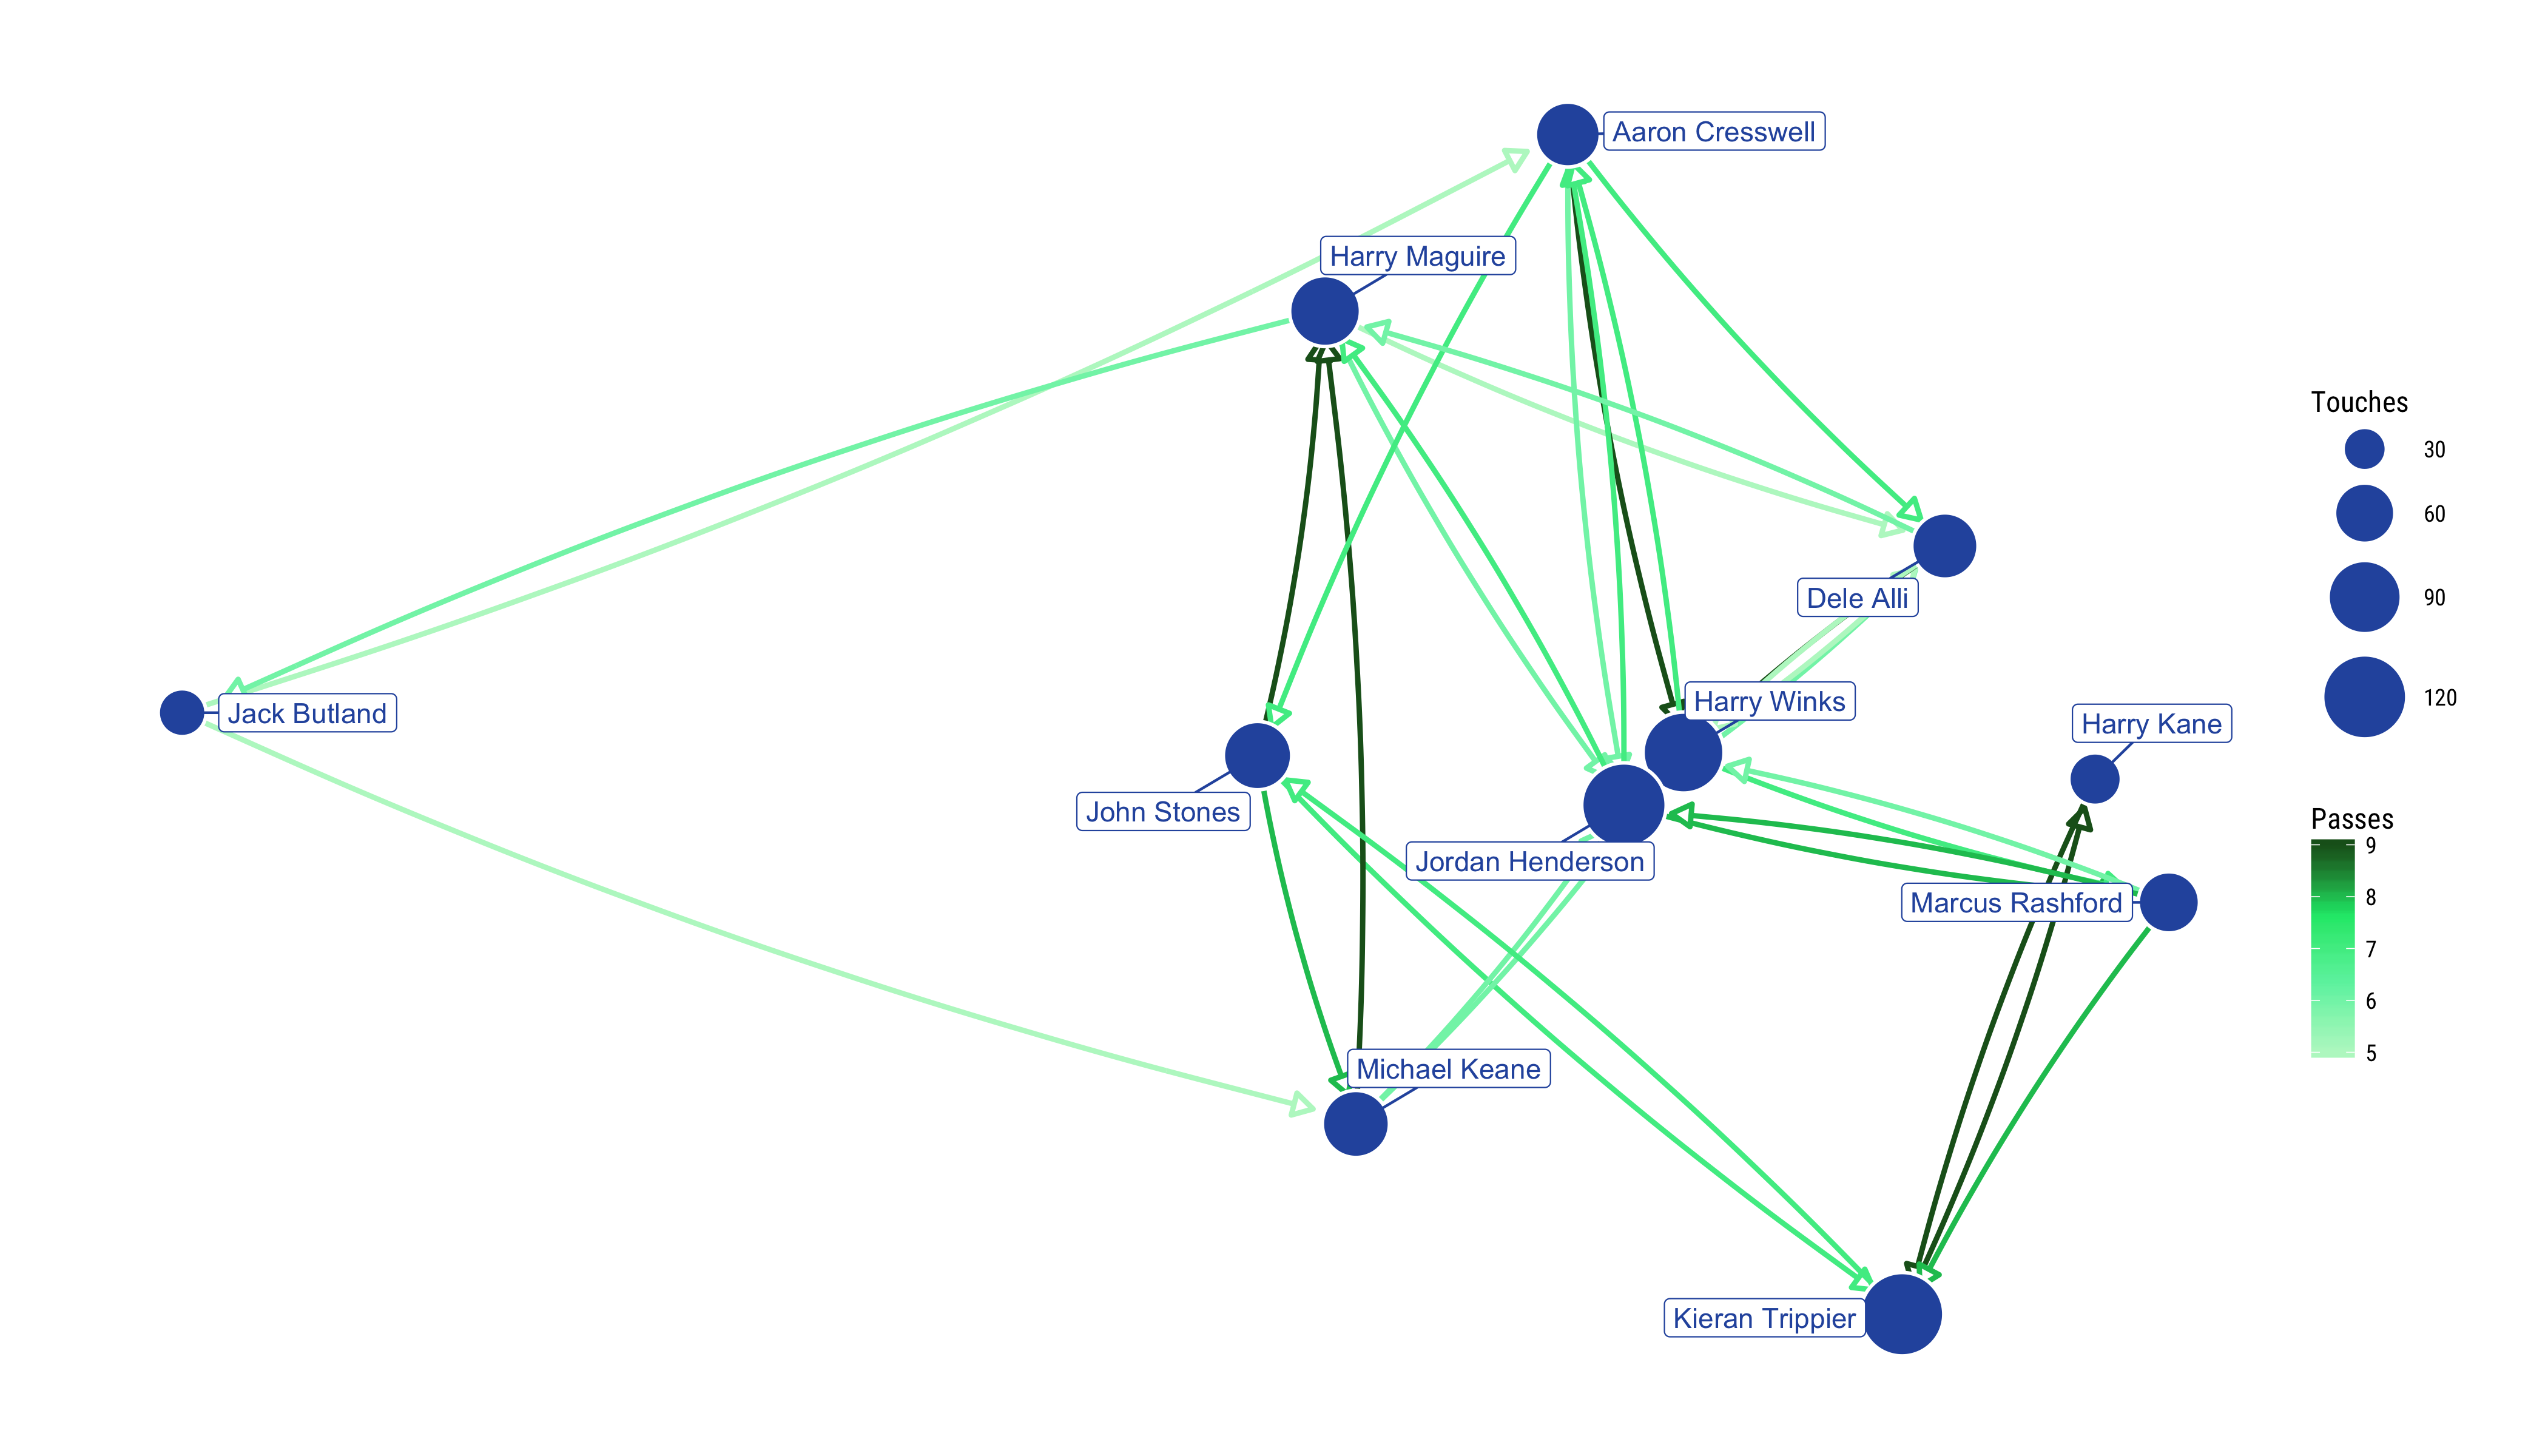 Aaron Cresswell
Harry Maguire
Dele Alli
Harry Winks
Jack Butland
Harry Kane
John Stones
Jordan Henderson
Marcus Rashford
Michael Keane
Kieran Trippier
Touches
30
60
90
120
Passes
9
8
7
6
5